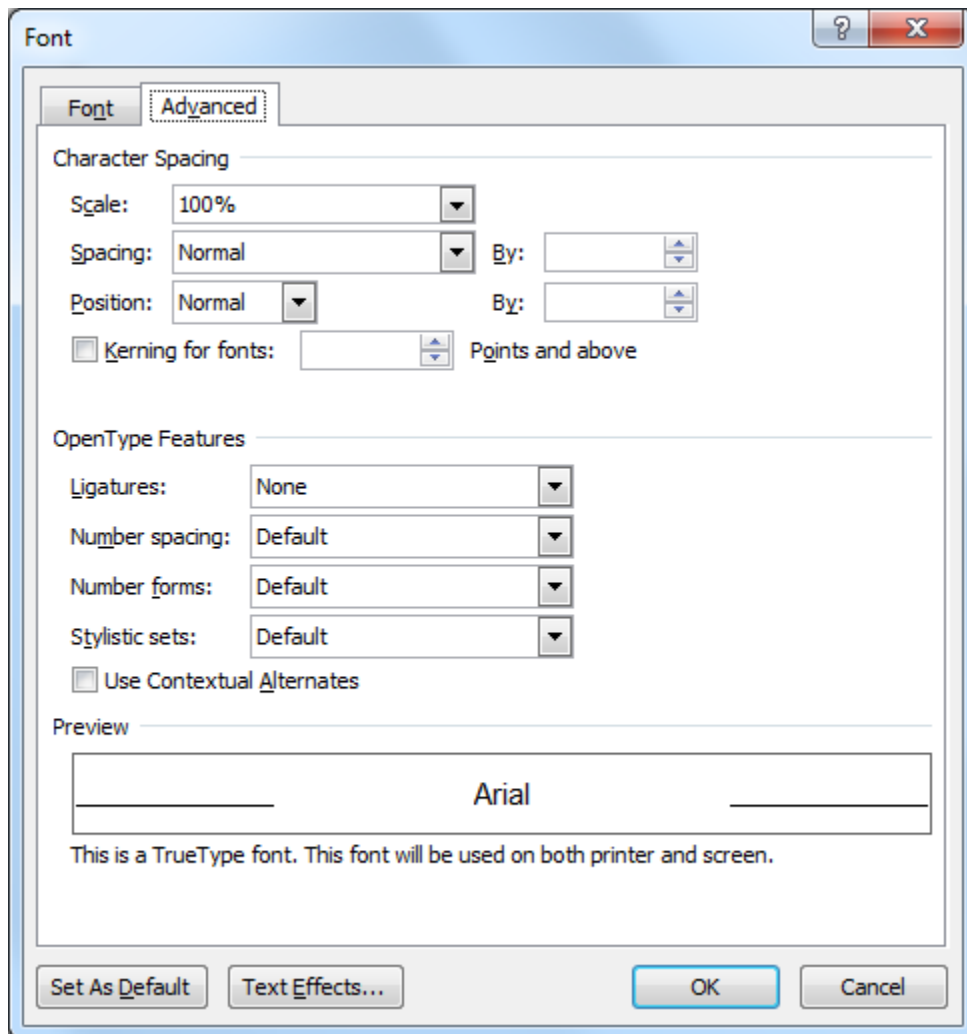 Font
Font Advanced
Character Spacing
Scale: 100%
Spacing: Normal By:
Position: Normal By:
Kerning for fonts: Points and above
OpenType Features
Ligatures: None
Number spacing: Default
Number forms: Default
Stylistic sets: Default
Use Contextual Alternates
Preview
Arial
This is a TrueType font. This font will be used on both printer and screen.
Set As Default Text Effects... OK Cancel